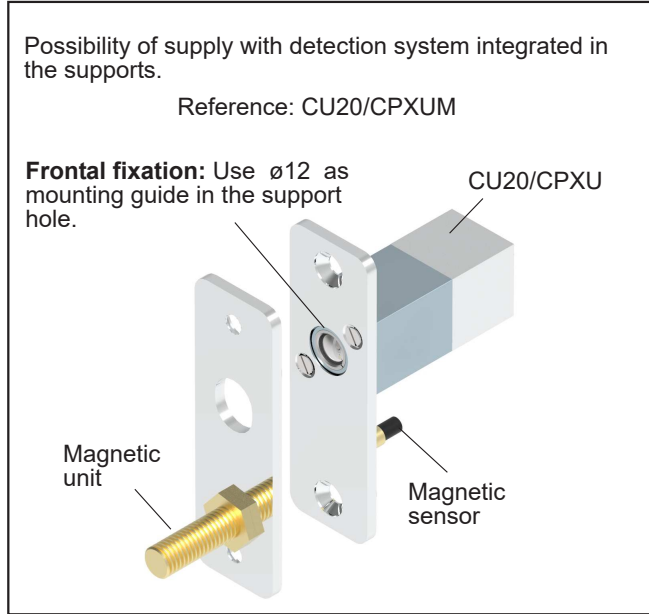 Possibility of supply with detection system integrated in
the supports.
Reference: CU20/CPXUM
Frontal fixation: Use ø12 as
mounting guide in the support
hole.
CU20/CPXU
Magnetic
unit
Magnetic
sensor